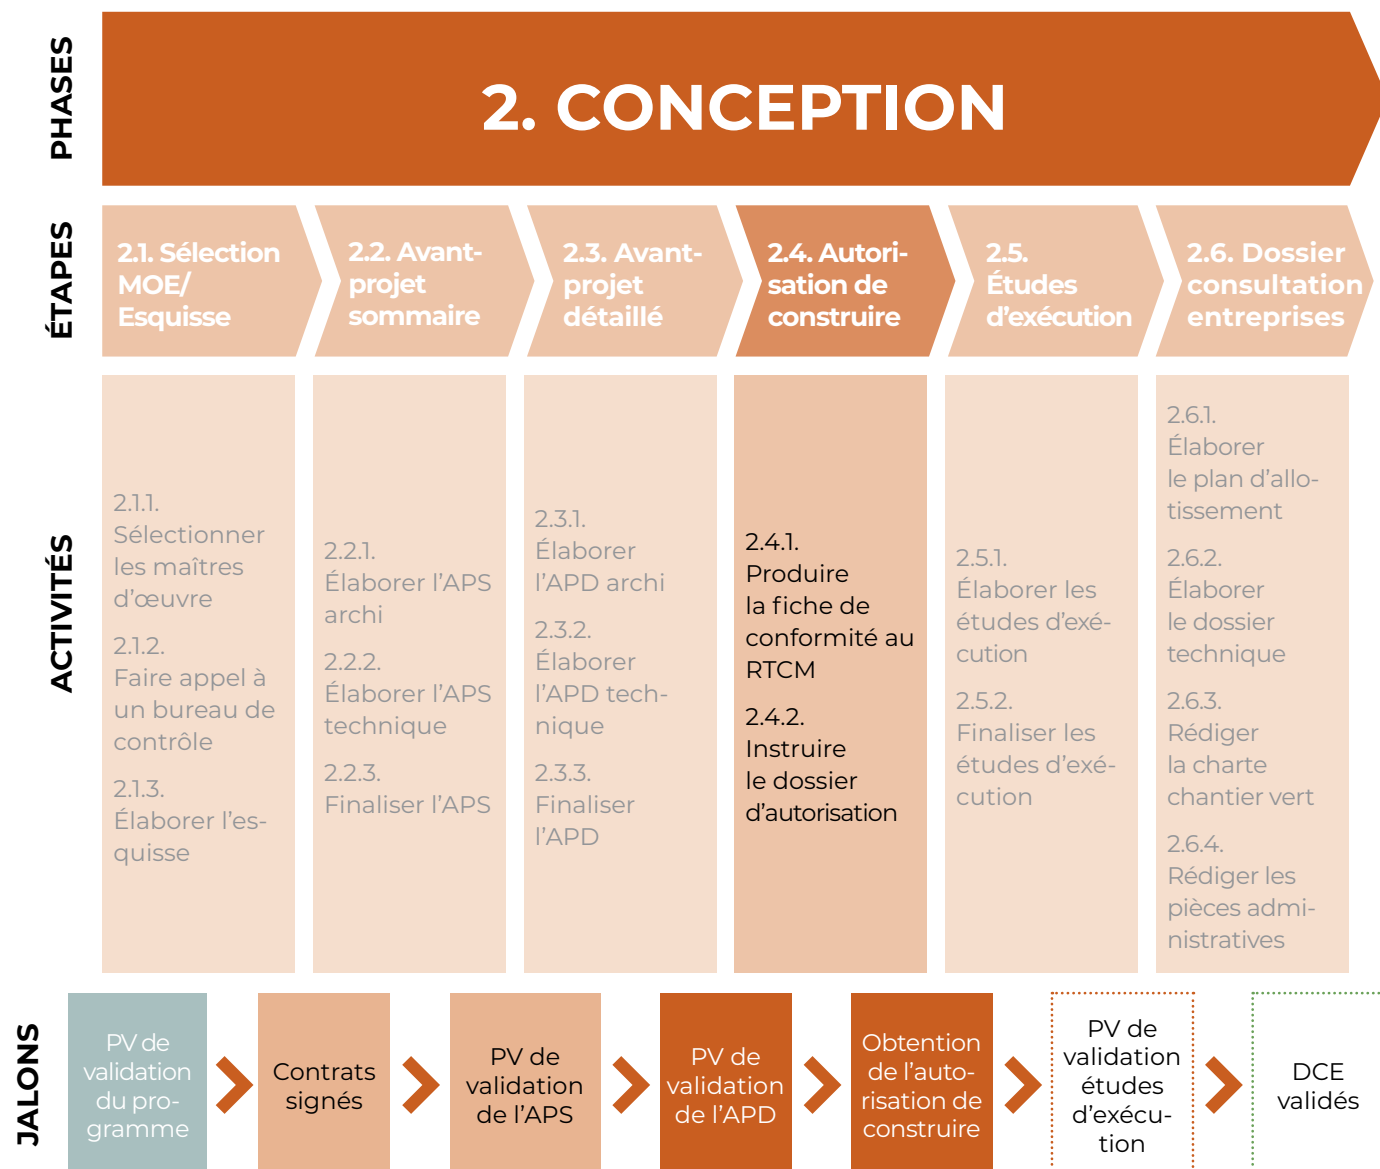 PHASES
2. CONCEPTION
ÉTAPES
2.1. Sélection
MOE/
Esquisse
2.2. Avant-
projet
sommaire
2.3. Avant-
projet
détaillé
2.4. Autori-
sation de
construire
2.5.
Études
d'exécution
2.6. Dossier
consultation
entreprises
ACTIVITÉS
2.1.1.
Sélectionner
les maîtres
d'œuvre
2.1.2.
Faire appel à
un bureau de
contrôle
2.1.3.
Élaborer l'es-
quisse
2.2.1.
Élaborer l'APS
archi
2.2.2.
Élaborer l'APS
technique
2.2.3.
Finaliser l'APS
2.3.1.
Élaborer
l'APD archi
2.3.2.
Élaborer
l'APD tech-
nique
2.3.3.
Finaliser
l'APD
2.4.1.
Produire
la fiche de
conformité au
RTCM
2.4.2.
Instruire
le dossier
d'autorisation
2.5.1.
Élaborer les
études d'exé-
cution
2.5.2.
Finaliser les
études d'exé-
cution
2.6.1.
Élaborer
le plan d'allo-
tissement
2.6.2.
Élaborer
le dossier
technique
2.6.3.
Rédiger
la charte
chantier vert
2.6.4.
Rédiger les
pièces admi-
nistratives
JALONS
PV de
validation
du pro-
gramme
Contrats
signés
PV de
validation
de l'APS
PV de
validation
de l'APD
Obtention
de l'auto-
risation de
construire
PV de
validation
études
d'exécu-
tion
DCE
validés